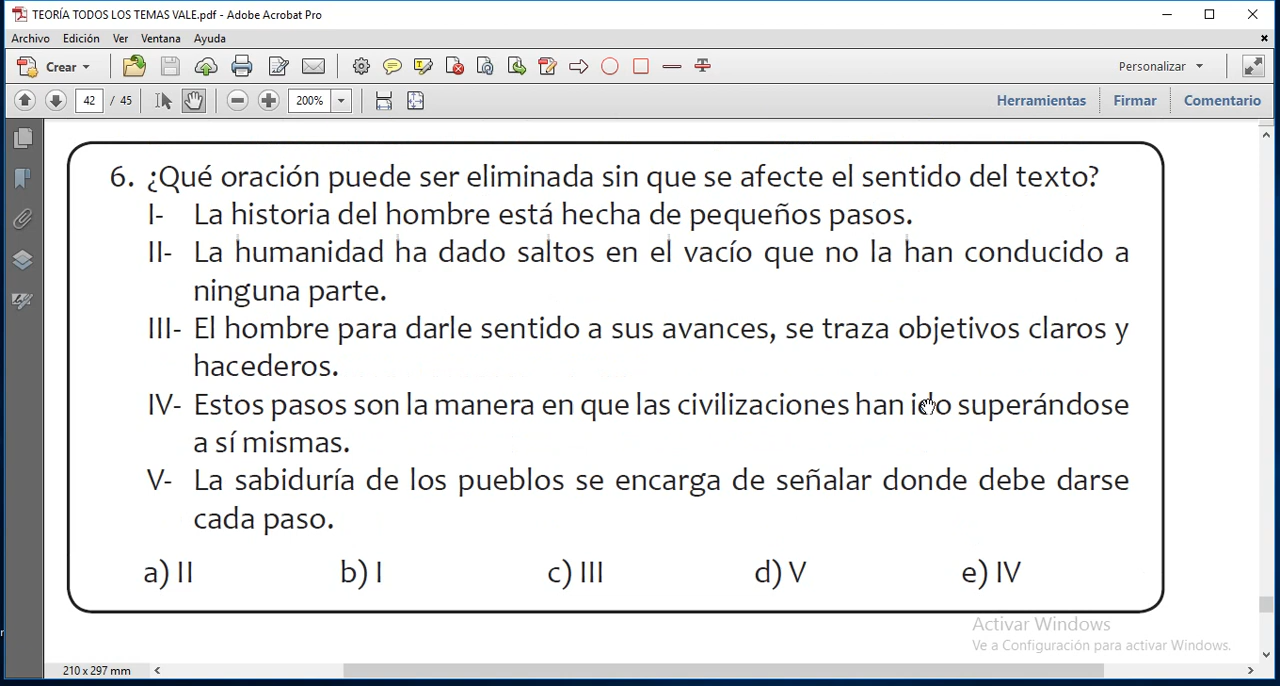 TEORÍA TODOS LOS TEMAS VALE.pdf - Adobe Acrobat Pro
Archivo Edición Ver Ventana Ayuda
Crear Personalizar
42 / 45 200% Herramientas Firmar Comentario
6. ¿Qué oración puede ser eliminada sin que se afecte el sentido del texto?
I- La historia del hombre está hecha de pequeños pasos.
II- La humanidad ha dado saltos en el vacío que no la han conducido a
ninguna parte.
III- El hombre para darle sentido a sus avances, se traza objetivos claros y
hacederos.
IV- Estos pasos son la manera en que las civilizaciones han ido superándose
a sí mismas.
V- La sabiduría de los pueblos se encarga de señalar donde debe darse
cada paso.
a) II b) I c) III d) V e) IV
Activar Windows
Ve a Configuración para activar Windows.
210 x 297 mm